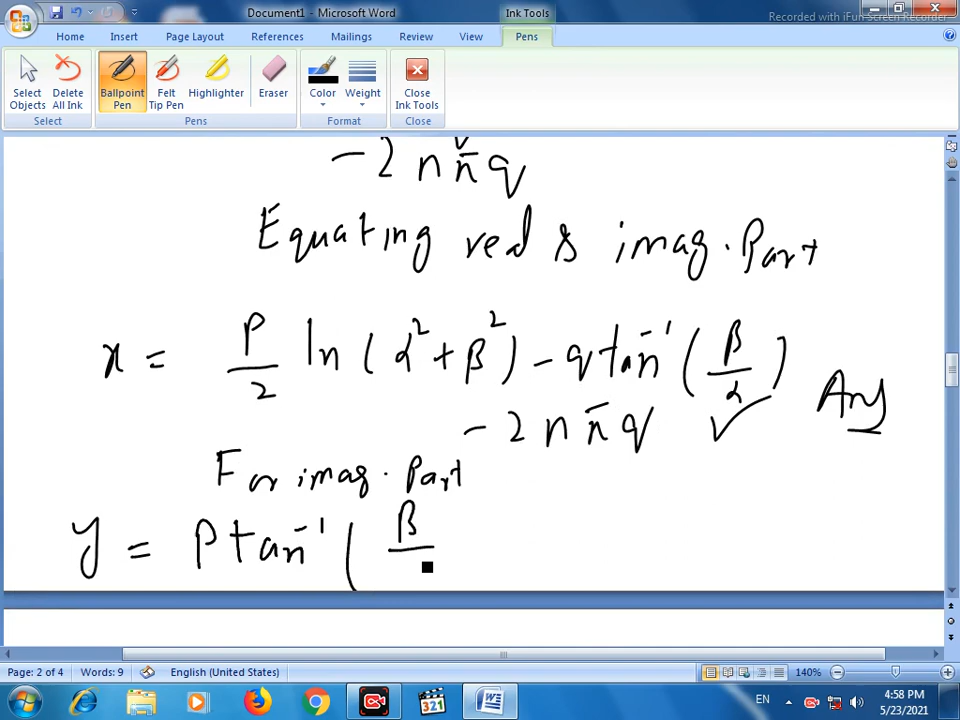 Document1 - Microsoft Word
Ink Tools
Recorded with iFun Screen Recorder
Home Insert Page Layout References Mailings Review View Pens
Select Objects
Delete All Ink
Ballpoint Pen
Felt Tip Pen
Highlighter
Eraser
Color
Weight
Close Ink Tools
Select Pens Format Close
- 2 n π q
Equating real & imag. Part
x = P/2 ln ( α² + β² ) - q tan⁻¹ ( β/α )
- 2 n π q ✓ Ans
For imag. Part
y = P tan⁻¹ ( β
Page: 2 of 4 Words: 9 English (United States) 140%
321
EN 4:58 PM
5/23/2021